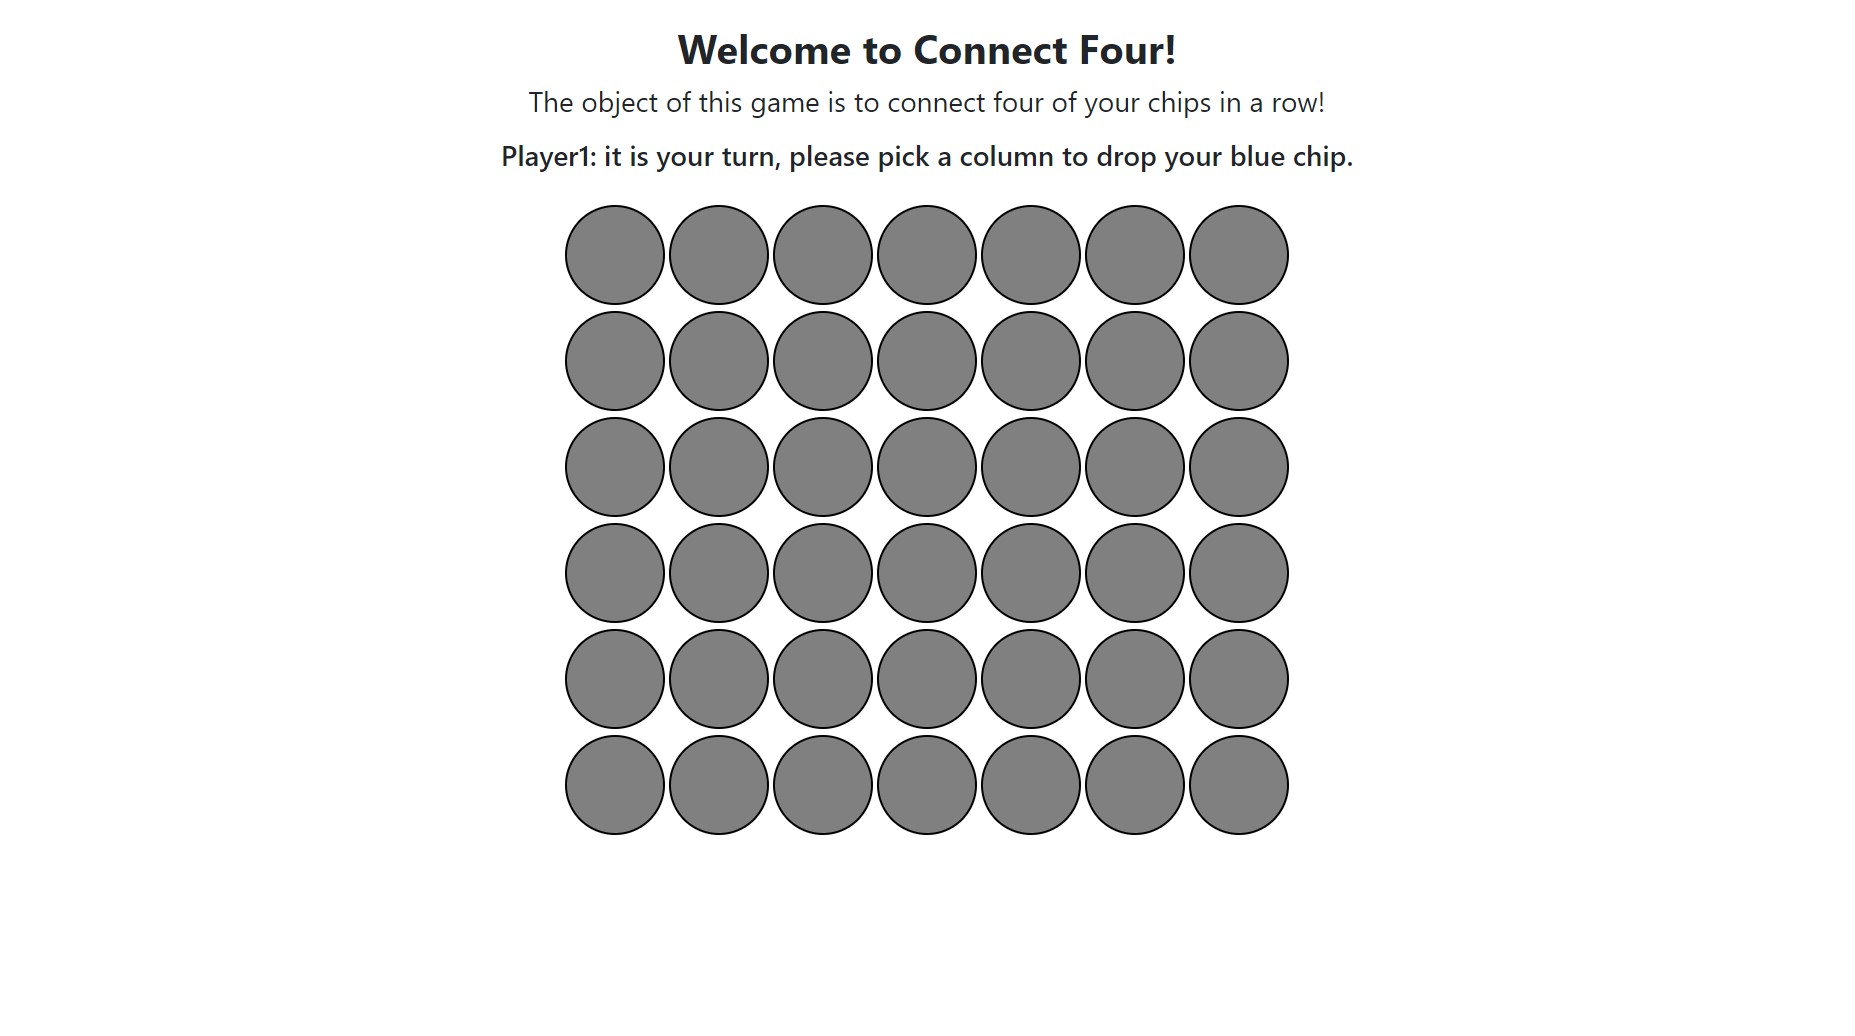 Welcome to Connect Four!
The object of this game is to connect four of your chips in a row!
Player1: it is your turn, please pick a column to drop your blue chip.